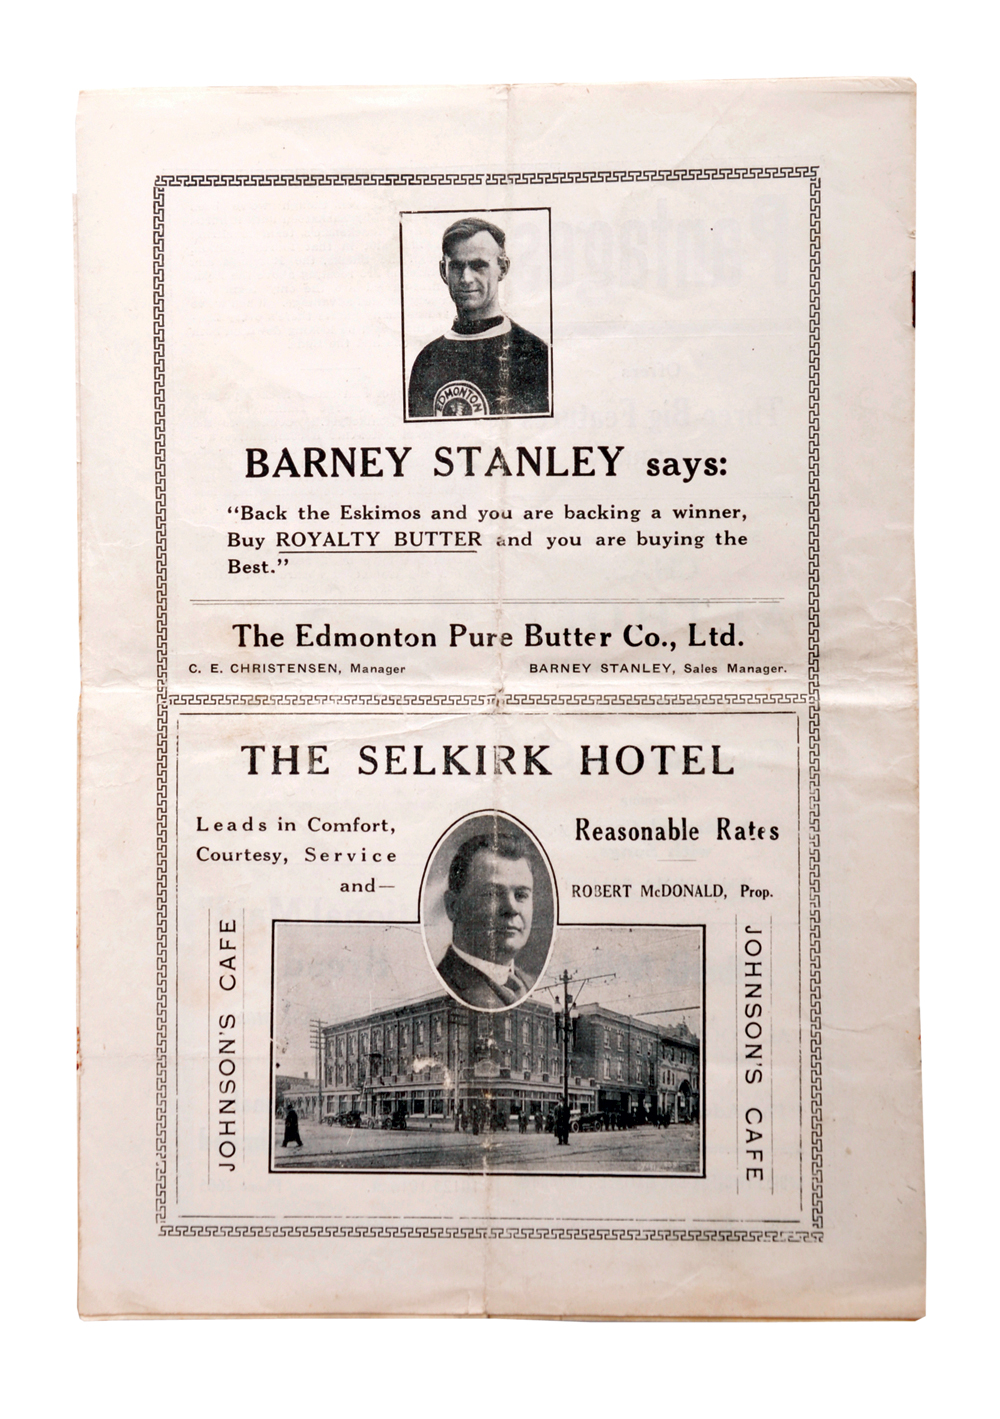 EDMONTON
BARNEY STANLEY says:
"Back the Eskimos and you are backing a winner,
Buy ROYALTY BUTTER and you are buying the
Best."
The Edmonton Pure Butter Co., Ltd.
C. E. CHRISTENSEN, Manager
BARNEY STANLEY, Sales Manager.
THE SELKIRK HOTEL
Leads in Comfort,
Courtesy, Service
and—
Reasonable Rates
ROBERT McDONALD, Prop.
JOHNSON'S CAFE
JOHNSON'S CAFE